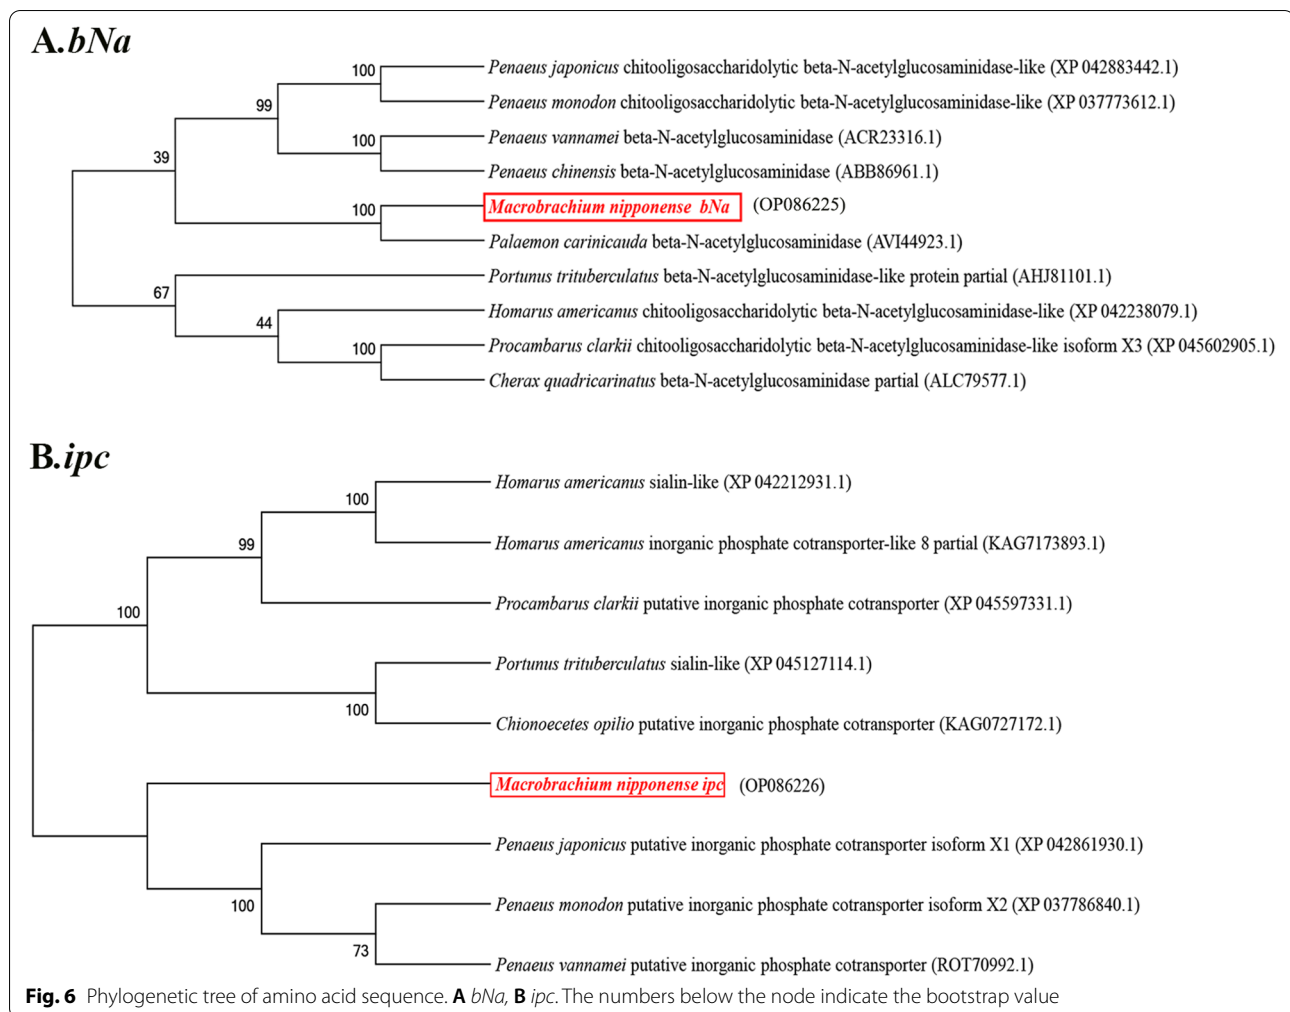 A.bNa
Penaeus japonicus chitooligosaccharidolytic beta-N-acetylglucosaminidase-like (XP 042883442.1)
100
Penaeus monodon chitooligosaccharidolytic beta-N-acetylglucosaminidase-like (XP 037773612.1)
99
Penaeus vannamei beta-N-acetylglucosaminidase (ACR23316.1)
100
39
Penaeus chinensis beta-N-acetylglucosaminidase (ABB86961.1)
Macrobrachium nipponense bNa (OP086225)
100
Palaemon carinicauda beta-N-acetylglucosaminidase (AVI44923.1)
Portunus trituberculatus beta-N-acetylglucosaminidase-like protein partial (AHJ81101.1)
67
Homarus americanus chitooligosaccharidolytic beta-N-acetylglucosaminidase-like (XP 042238079.1)
44
Procambarus clarkii chitooligosaccharidolytic beta-N-acetylglucosaminidase-like isoform X3 (XP 045602905.1)
100
Cherax quadricarinatus beta-N-acetylglucosaminidase partial (ALC79577.1)
B.ipc
Homarus americanus sialin-like (XP 042212931.1)
100
Homarus americanus inorganic phosphate cotransporter-like 8 partial (KAG7173893.1)
99
Procambarus clarkii putative inorganic phosphate cotransporter (XP 045597331.1)
100
Portunus trituberculatus sialin-like (XP 045127114.1)
100
Chionoecetes opilio putative inorganic phosphate cotransporter (KAG0727172.1)
Macrobrachium nipponense ipc (OP086226)
Penaeus japonicus putative inorganic phosphate cotransporter isoform X1 (XP 042861930.1)
100
Penaeus monodon putative inorganic phosphate cotransporter isoform X2 (XP 037786840.1)
73
Penaeus vannamei putative inorganic phosphate cotransporter (ROT70992.1)
Fig. 6 Phylogenetic tree of amino acid sequence. A bNa, B ipc. The numbers below the node indicate the bootstrap value